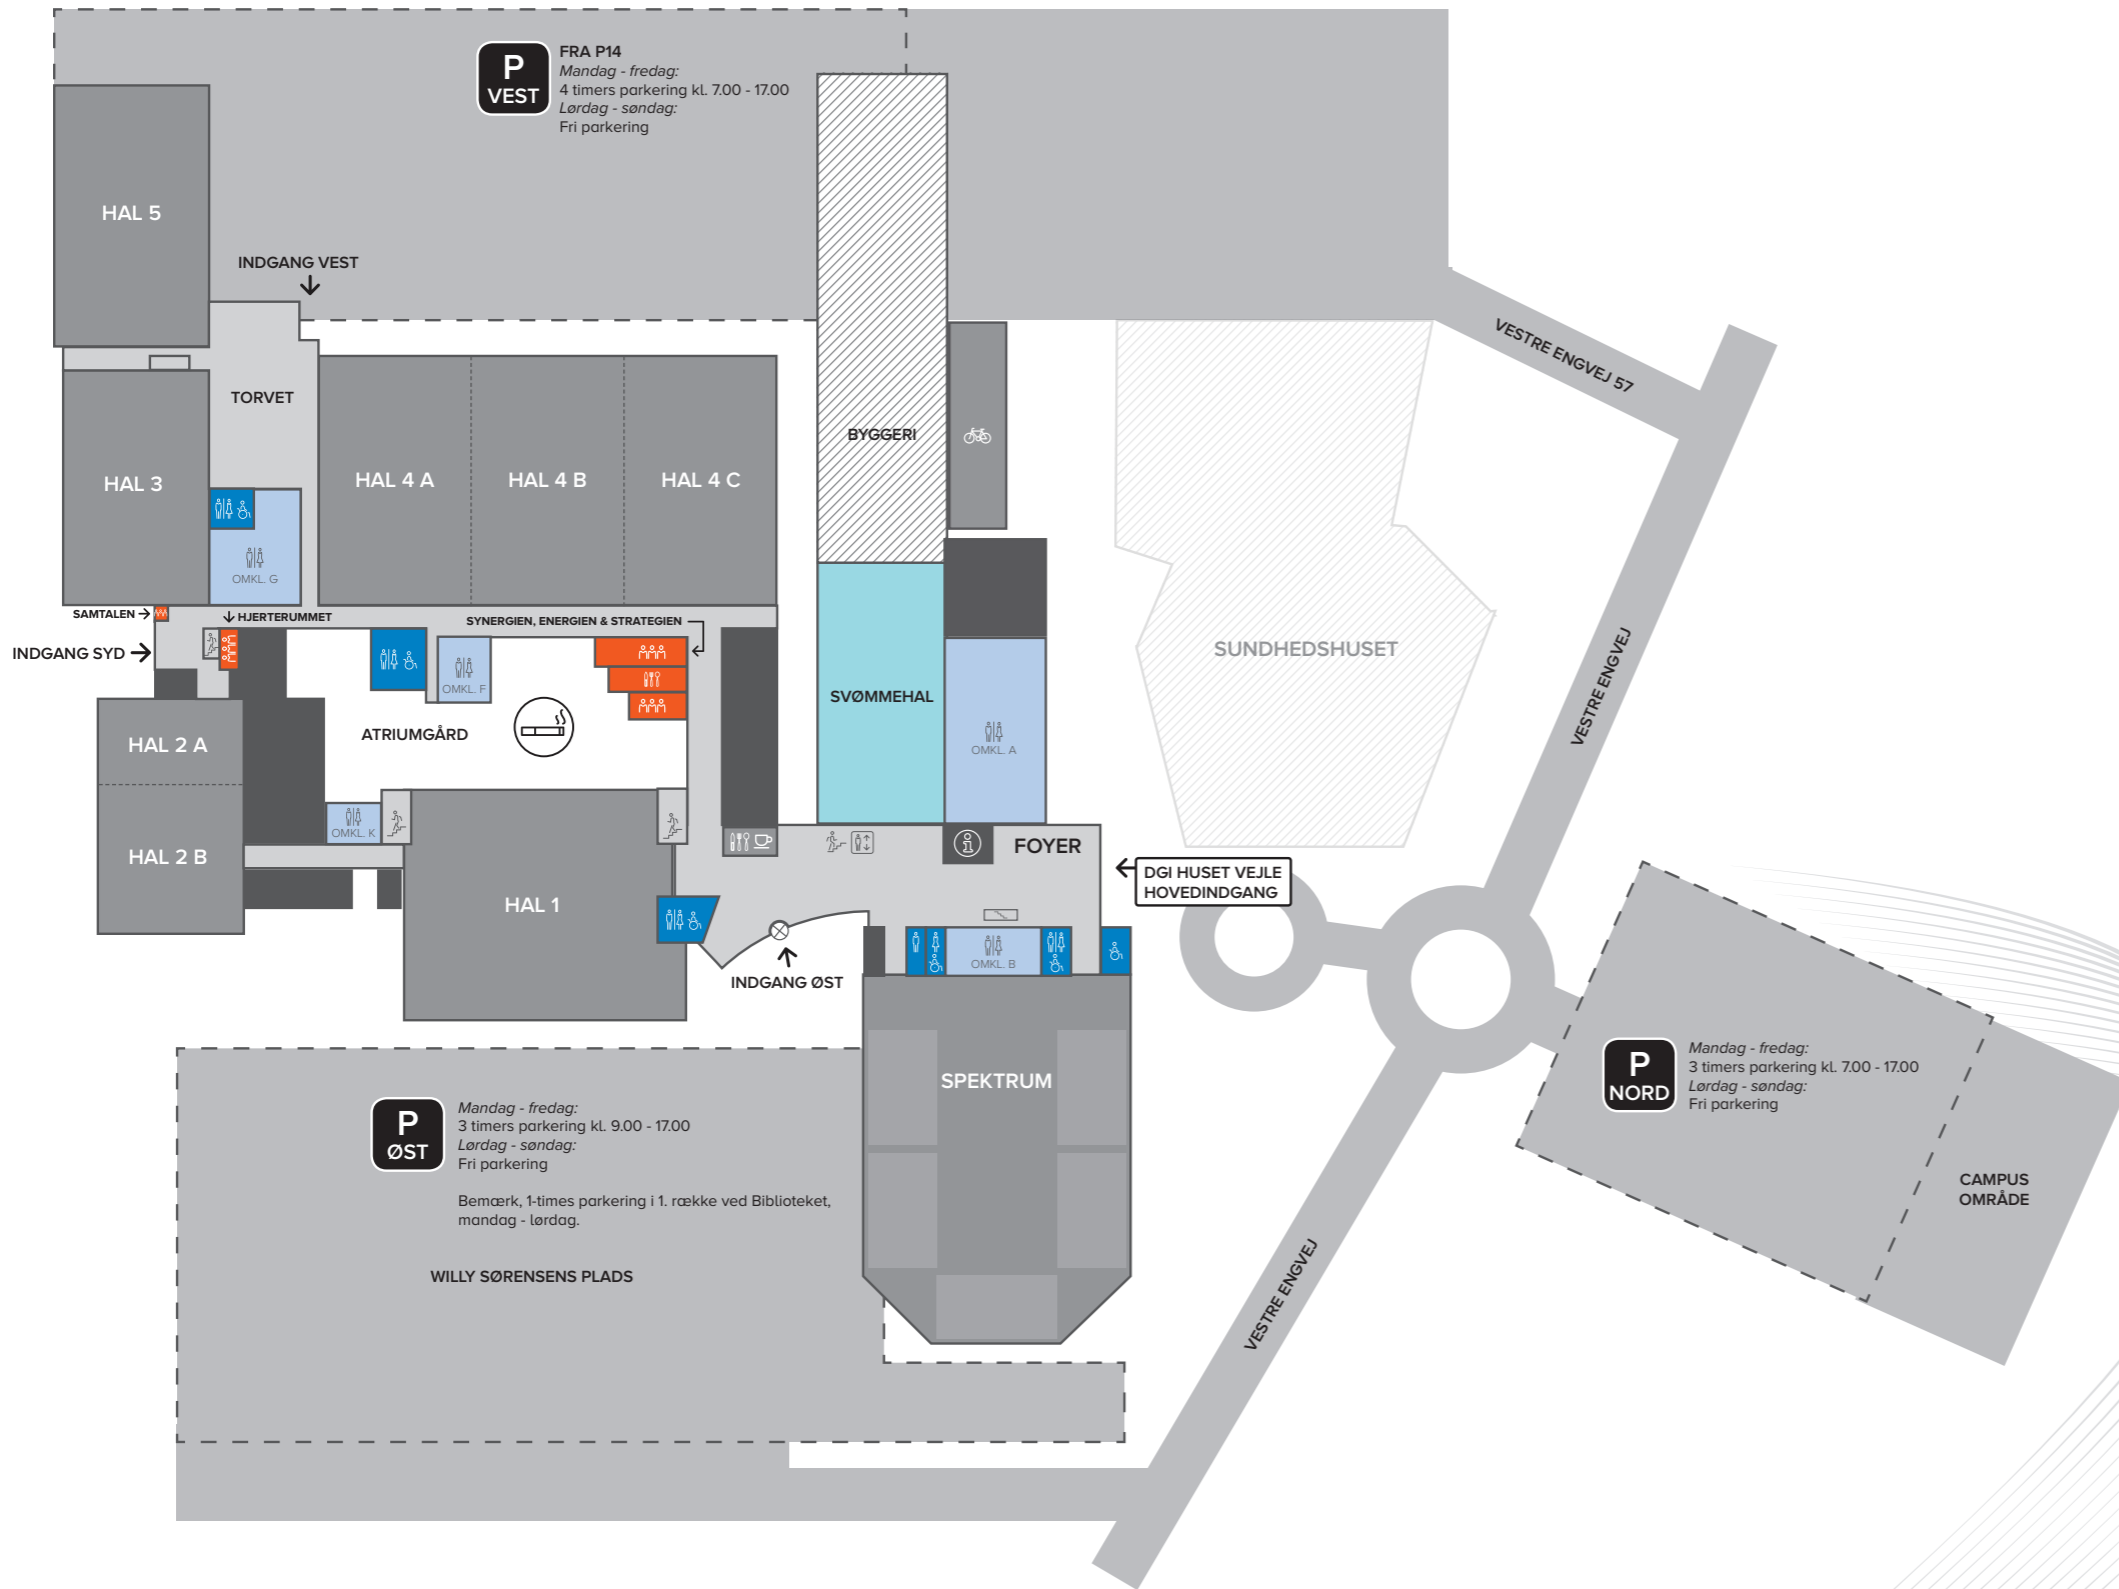 P
VEST
FRA P14
Mandag - fredag:
4 timers parkering kl. 7.00 - 17.00
Lørdag - søndag:
Fri parkering
HAL 5
INDGANG VEST
TORVET
HAL 3
HAL 4 A
HAL 4 B
HAL 4 C
BYGGERI
VESTRE ENGVEJ 57
OMKL. G
SAMTALEN
HJERTERUMMET
SYNERGIEN, ENERGIEN & STRATEGIEN
INDGANG SYD
OMKL. F
SUNDHEDSHUSET
VESTRE ENGVEJ
SVØMMEHAL
OMKL. A
HAL 2 A
ATRIUMGÅRD
OMKL. K
HAL 2 B
FOYER
DGI HUSET VEJLE
HOVEDINDGANG
HAL 1
INDGANG ØST
OMKL. B
SPEKTRUM
P
NORD
Mandag - fredag:
3 timers parkering kl. 7.00 - 17.00
Lørdag - søndag:
Fri parkering
CAMPUS
OMRÅDE
P
ØST
Mandag - fredag:
3 timers parkering kl. 9.00 - 17.00
Lørdag - søndag:
Fri parkering
Bemærk, 1-times parkering i 1. række ved Biblioteket,
mandag - lørdag.
WILLY SØRENSENS PLADS
VESTRE ENGVEJ